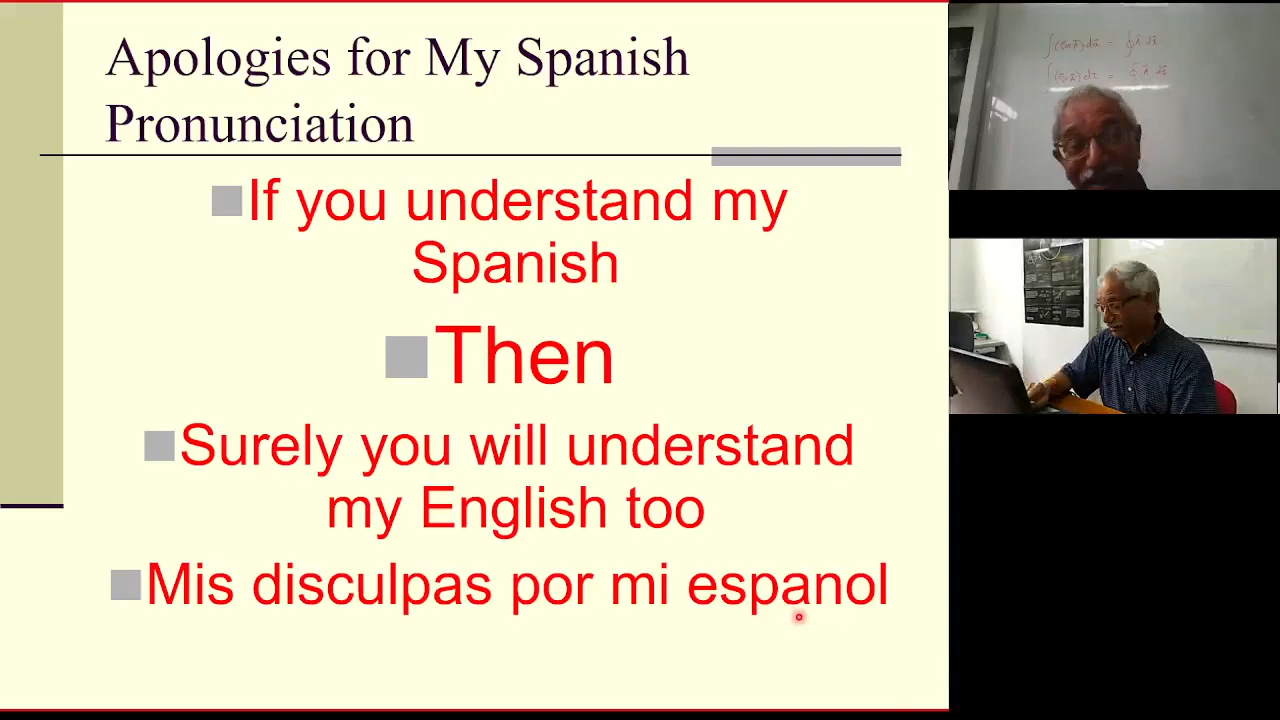 Apologies for My Spanish
Pronunciation
If you understand my
Spanish
Then
Surely you will understand
my English too
Mis disculpas por mi espanol